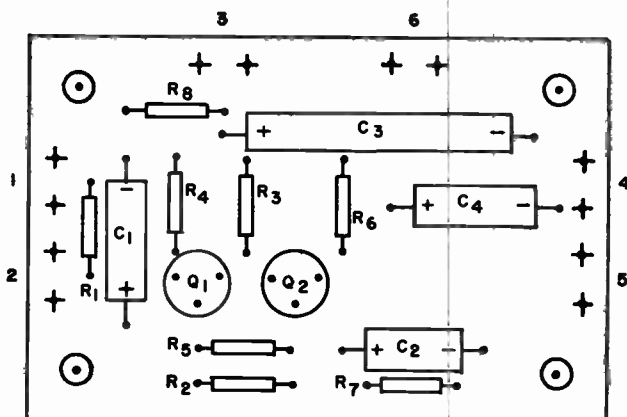 3 6
R8
+ C3 −
1 R4 R3 R6 + C4 − 4
− C1 +
2 R1 Q1 Q2 5
R5 + C2 −
R2 R7